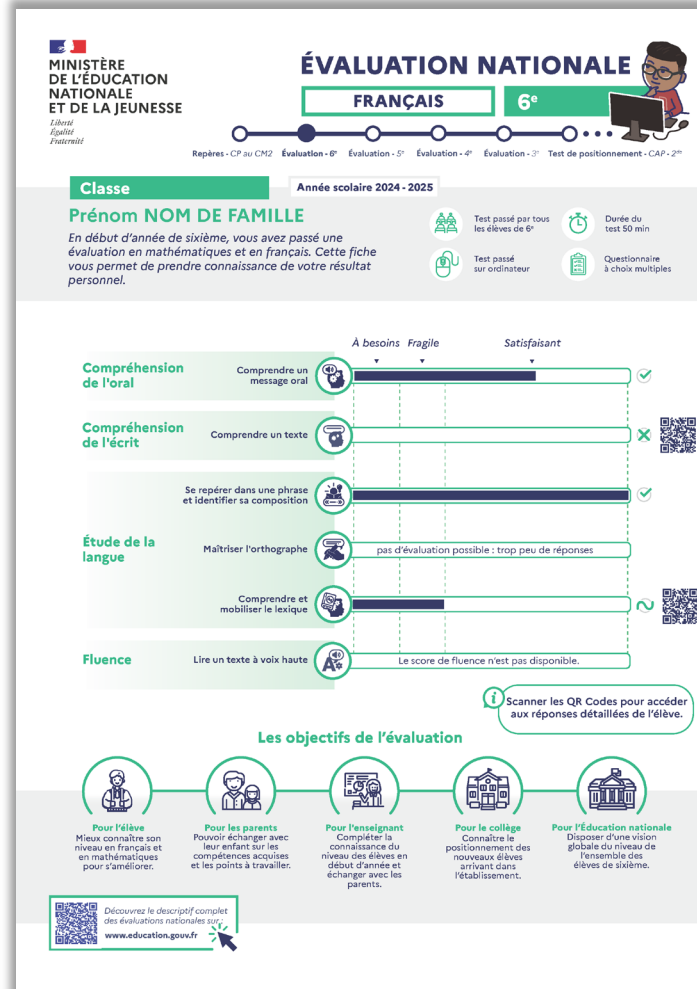 MINISTÈRE
DE L'ÉDUCATION
NATIONALE
ET DE LA JEUNESSE
Liberté
Égalité
Fraternité
ÉVALUATION NATIONALE
FRANÇAIS
6e
Repères - CP au CM2
Évaluation - 6e
Évaluation - 5e
Évaluation - 4e
Évaluation - 3e
Test de positionnement - CAP - 2nde
Classe
Année scolaire 2024 - 2025
Prénom NOM DE FAMILLE
En début d'année de sixième, vous avez passé une
évaluation en mathématiques et en français. Cette fiche
vous permet de prendre connaissance de votre résultat
personnel.
Test passé par tous
les élèves de 6e
Durée du
test 50 min
Test passé
sur ordinateur
Questionnaire
à choix multiples
À besoins
Fragile
Satisfaisant
Compréhension
de l'oral
Comprendre un
message oral
Compréhension
de l'écrit
Comprendre un texte
Étude de la
langue
Se repérer dans une phrase
et identifier sa composition
Maîtriser l'orthographe
pas d'évaluation possible : trop peu de réponses
Comprendre et
mobiliser le lexique
Fluence
Lire un texte à voix haute
Le score de fluence n'est pas disponible.
Scanner les QR Codes pour accéder
aux réponses détaillées de l'élève.
Les objectifs de l'évaluation
Pour l'élève
Mieux connaître son
niveau en français et
en mathématiques
pour s'améliorer.
Pour les parents
Pouvoir échanger avec
leur enfant sur les
compétences acquises
et les points à travailler.
Pour l'enseignant
Compléter la
connaissance du
niveau des élèves en
début d'année et
échanger avec les
parents.
Pour le collège
Connaître le
positionnement des
nouveaux élèves
arrivant dans
l'établissement.
Pour l'Éducation nationale
Disposer d'une vision
globale du niveau de
l'ensemble des
élèves de sixième.
Découvrez le descriptif complet
des évaluations nationales sur :
www.education.gouv.fr